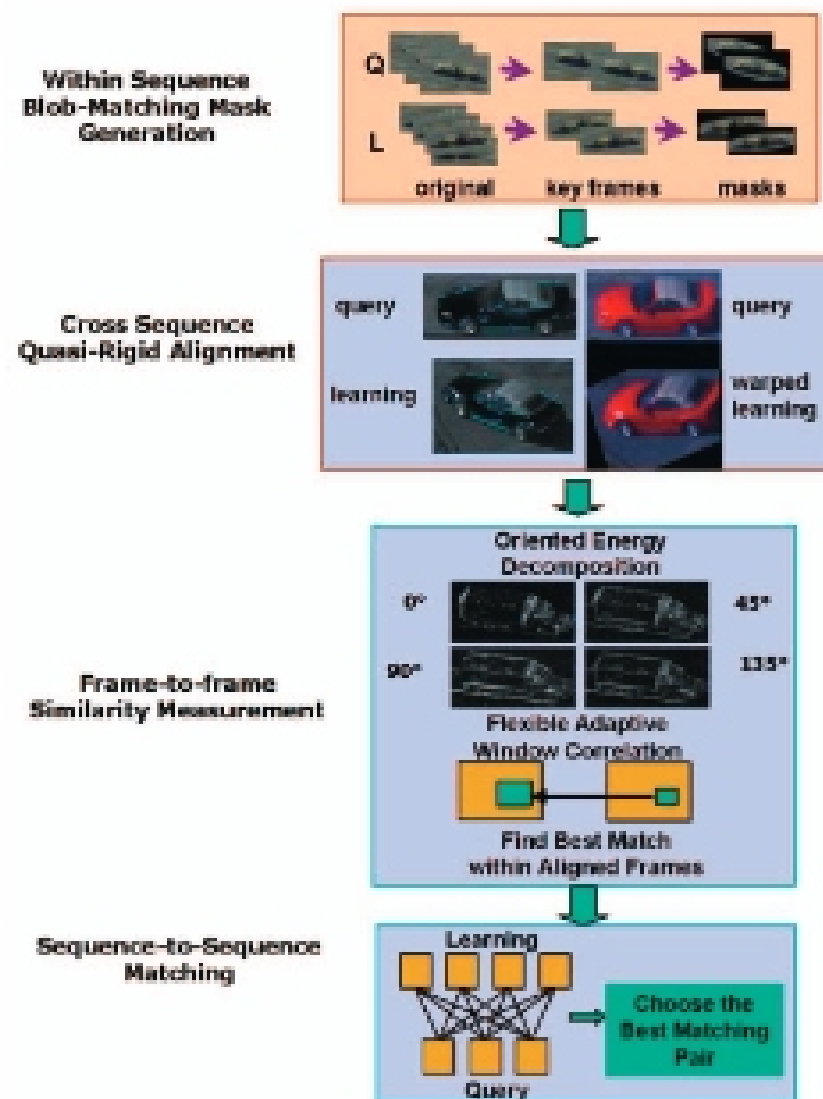 Within Sequence
Blob-Matching Mask
Generation
Q
L
original
key frames
masks
Cross Sequence
Quasi-Rigid Alignment
query
query
learning
warped
learning
Frame-to-frame
Similarity Measurement
Oriented Energy
Decomposition
0°
45°
90°
135°
Flexible Adaptive
Window Correlation
Find Best Match
within Aligned Frames
Sequence-to-Sequence
Matching
Learning
Choose the
Best Matching
Pair
Query